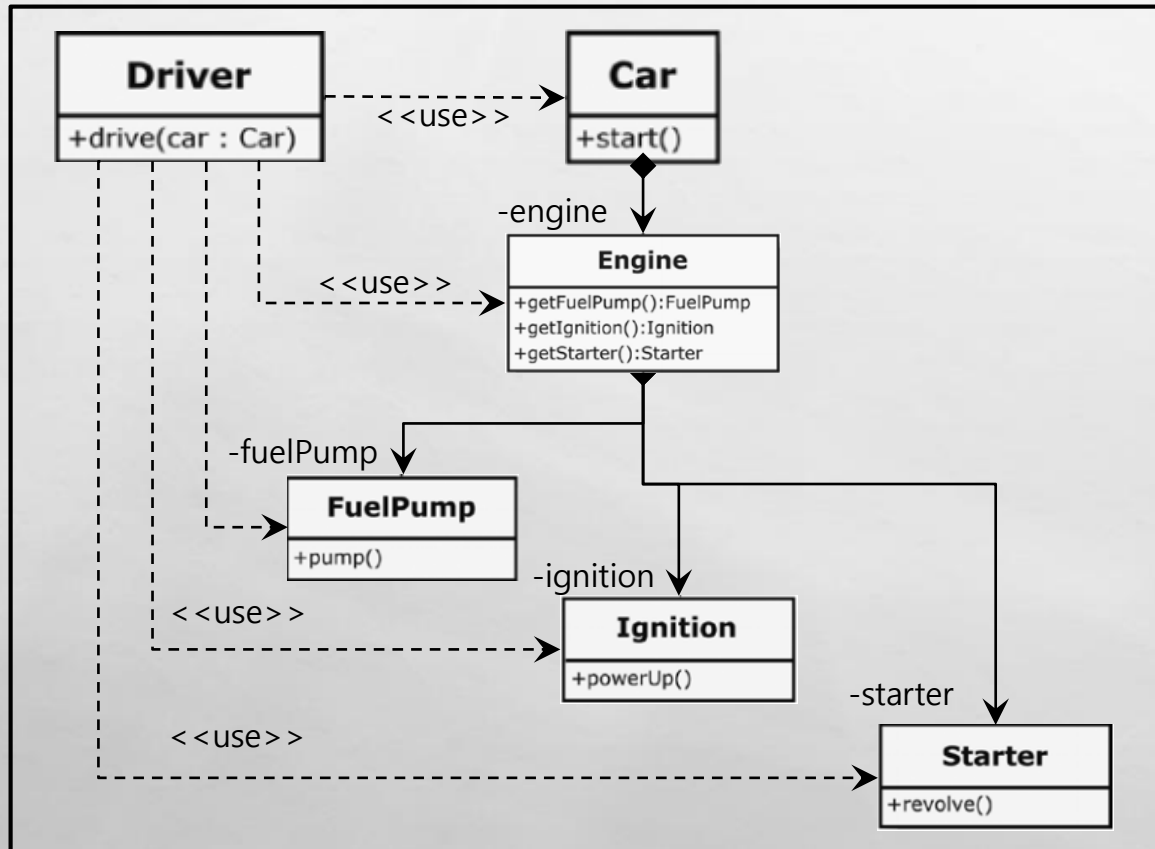 Driver
+drive(car : Car)
<<use>>
Car
+start()
-engine
Engine
+getFuelPump():FuelPump
+getIgnition():Ignition
+getStarter():Starter
<<use>>
-fuelPump
FuelPump
+pump()
-ignition
Ignition
+powerUp()
<<use>>
-starter
Starter
+revolve()
<<use>>